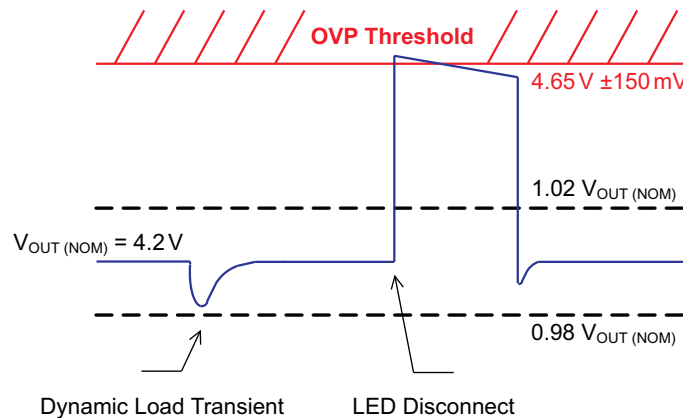 OVP Threshold
4.65 V ±150 mV
1.02 VOUT (NOM)
VOUT (NOM) = 4.2 V
0.98 VOUT (NOM)
Dynamic Load Transient
LED Disconnect